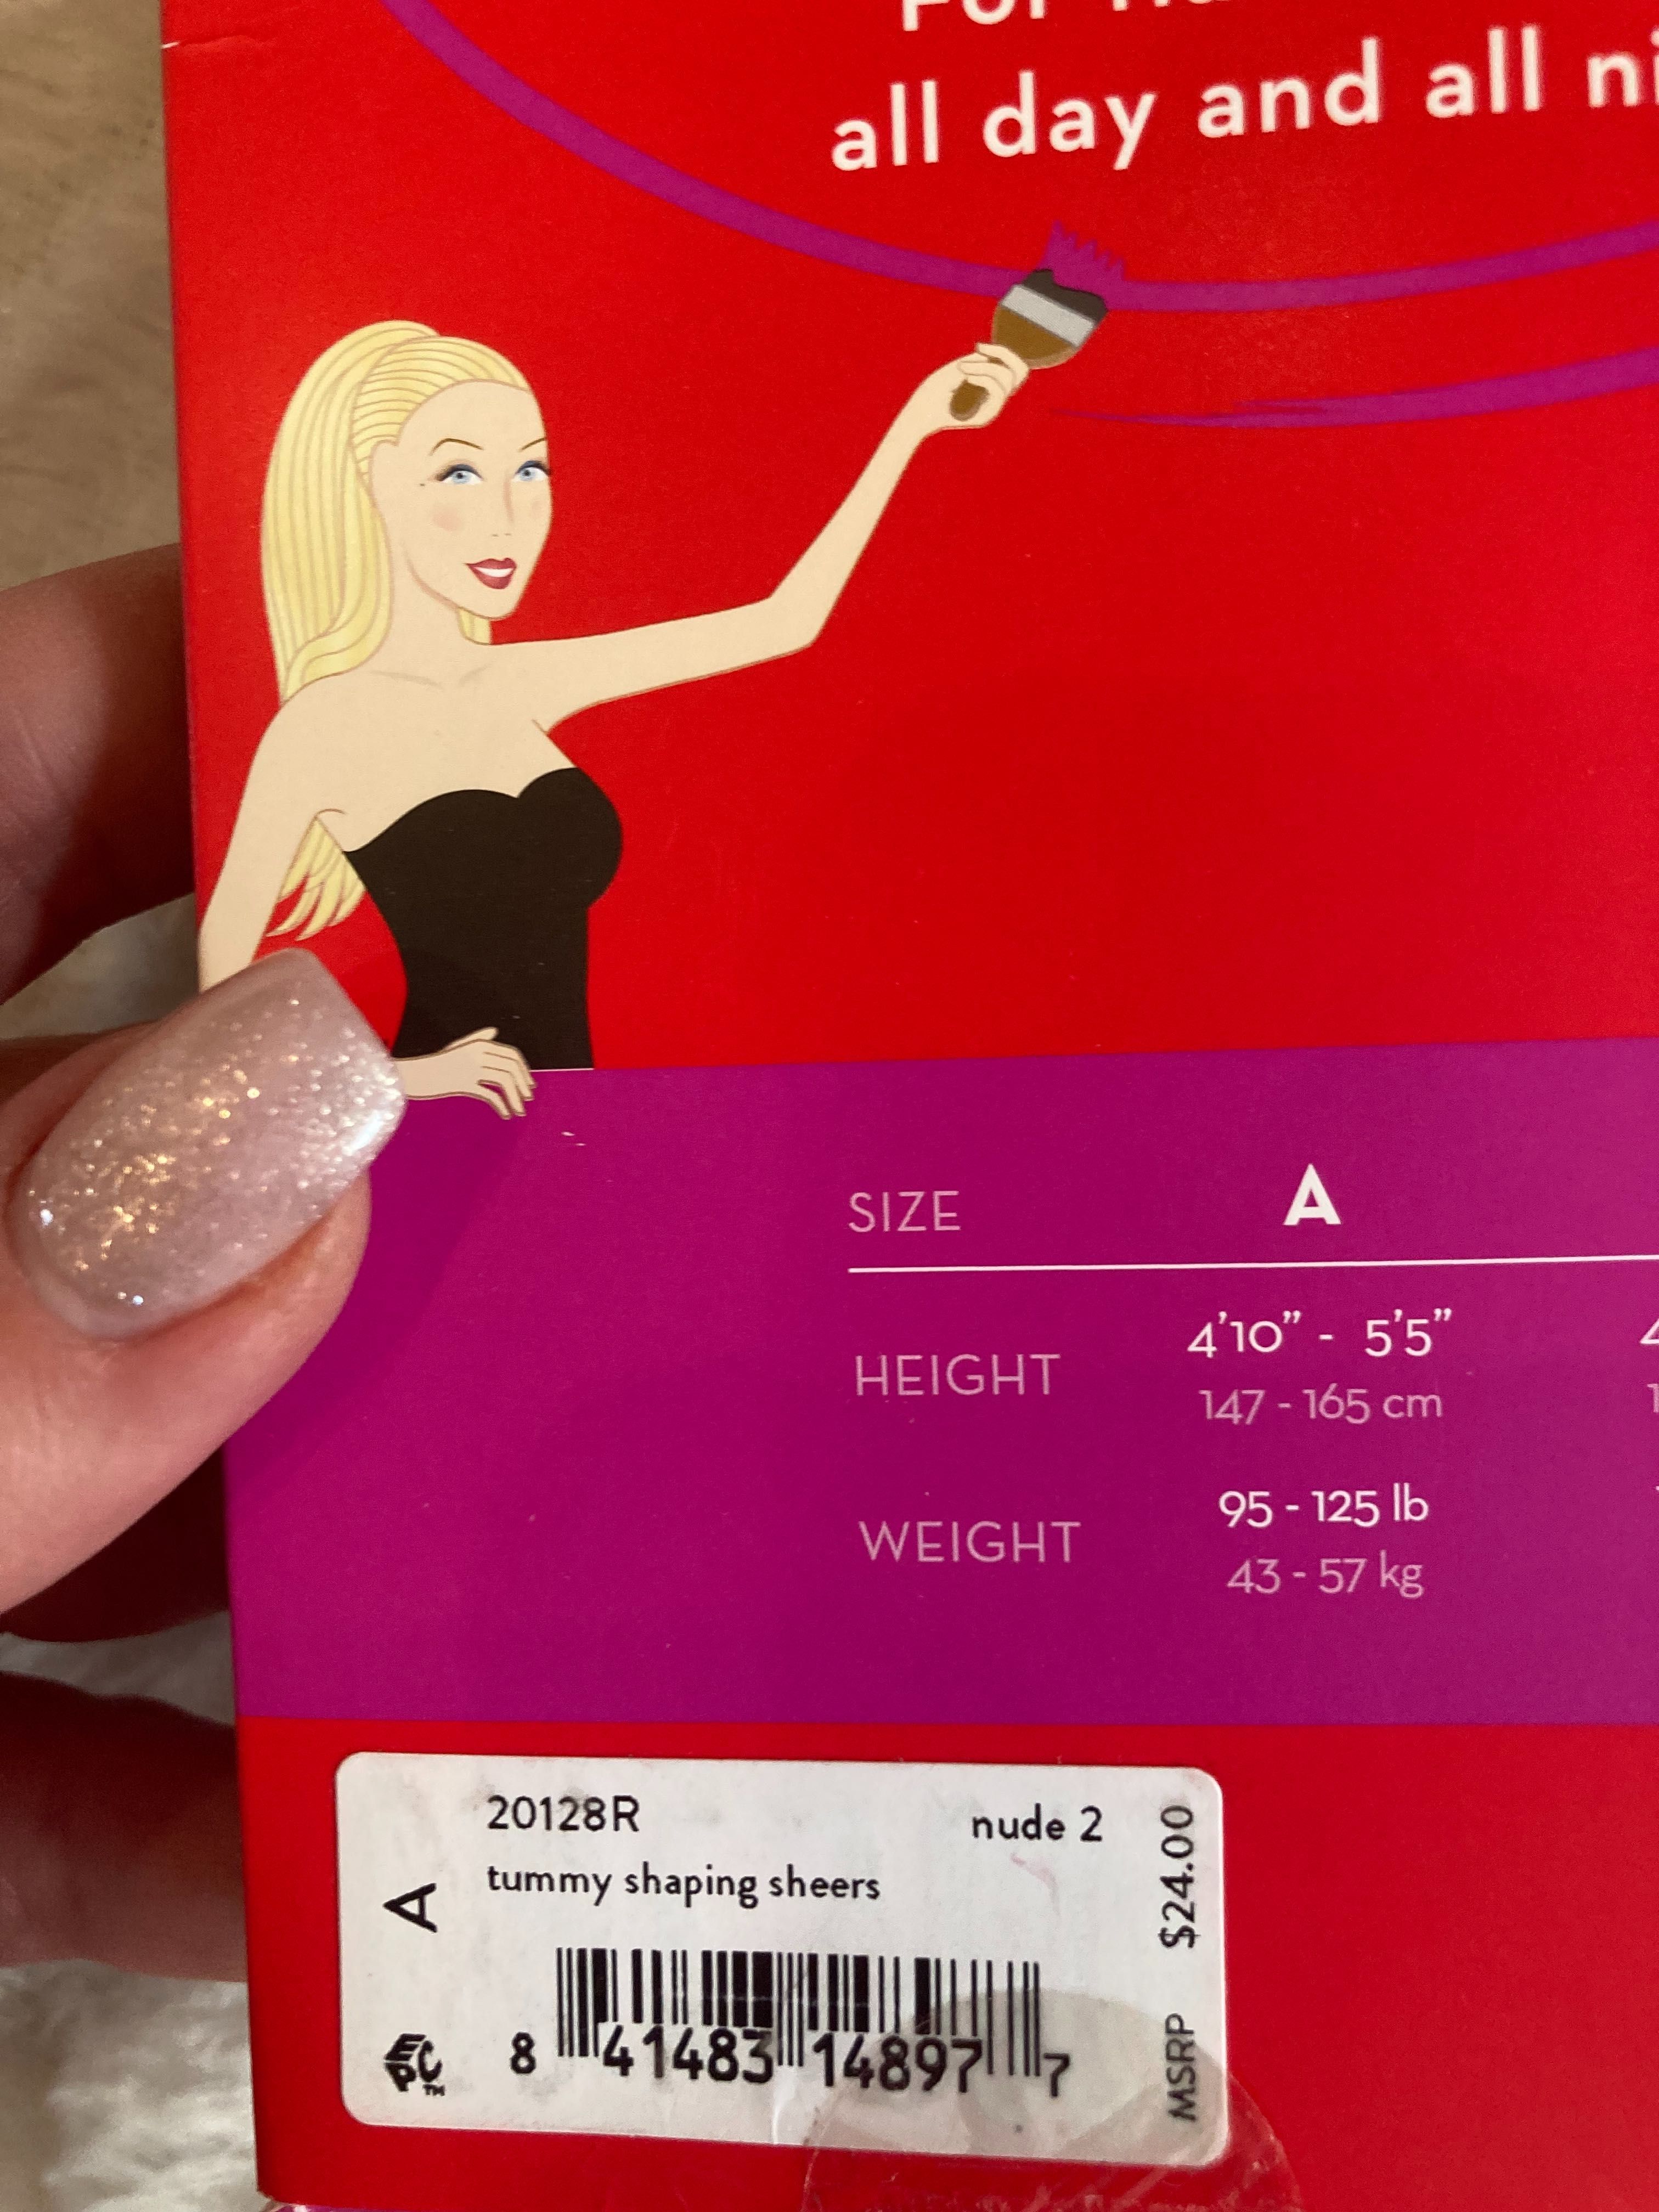 all day and all
SIZE A
HEIGHT 4'10" - 5'5"
147 - 165 cm
WEIGHT 95 - 125 lb
43 - 57 kg
20128R nude 2
tummy shaping sheers
A
EPC™
8 41483 14897 7
MSRP $24.00